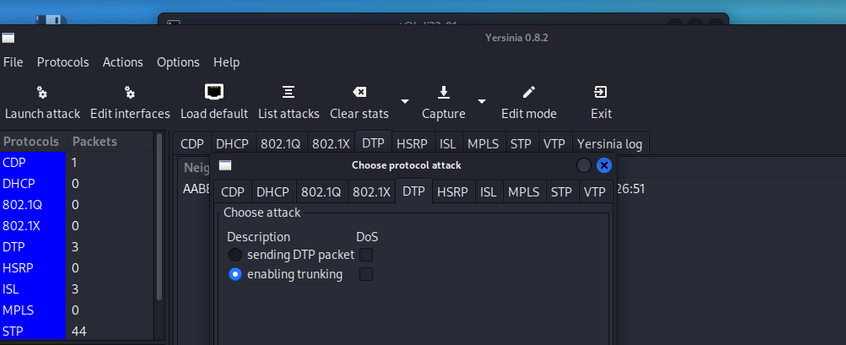 Yersinia 0.8.2
File Protocols Actions Options Help
Launch attack Edit interfaces Load default List attacks Clear stats Capture Edit mode Exit
Protocols Packets
CDP 1
DHCP 0
802.1Q 0
802.1X 0
DTP 3
HSRP 0
ISL 3
MPLS 0
STP 44
CDP DHCP 802.1Q 802.1X DTP HSRP ISL MPLS STP VTP Yersinia log
Neig
AABB
26:51
Choose protocol attack
CDP DHCP 802.1Q 802.1X DTP HSRP ISL MPLS STP VTP
Choose attack
Description DoS
sending DTP packet
enabling trunking